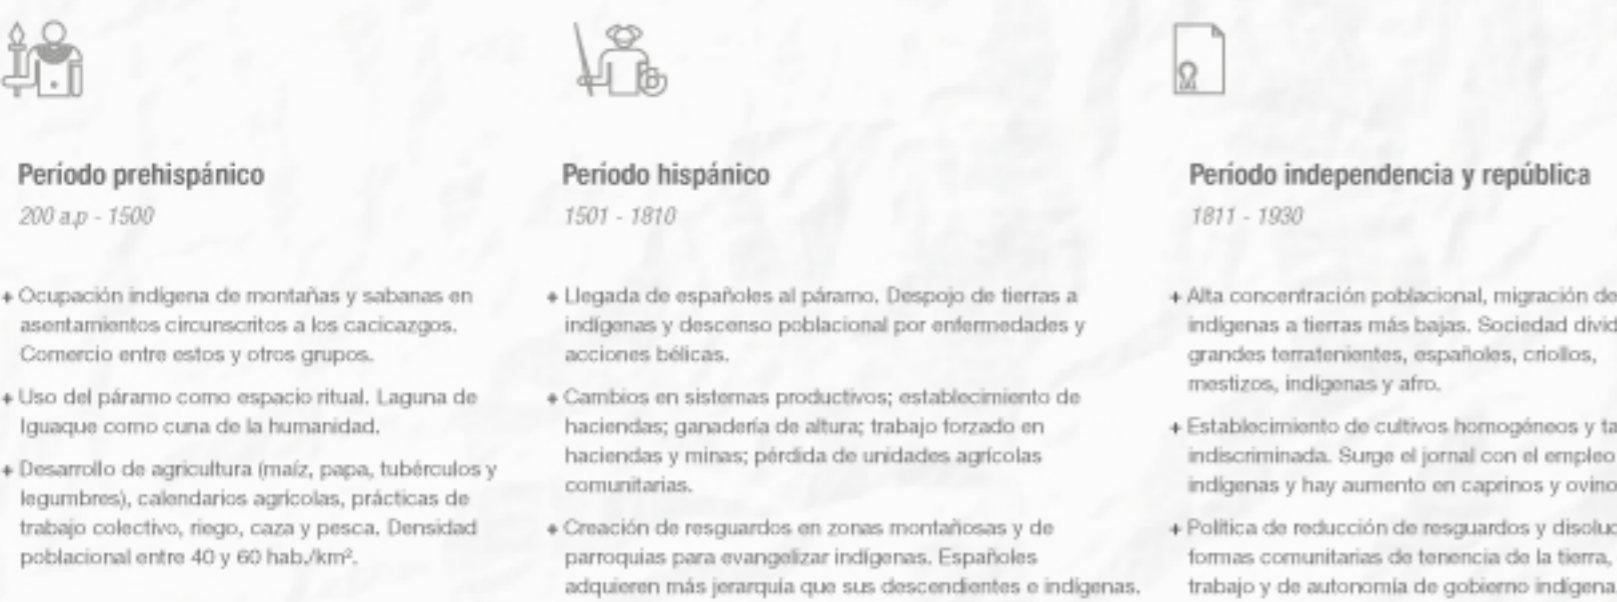 Período prehispánico
200 a.p - 1500
+ Ocupación indígena de montañas y sabanas en
asentamientos circunscritos a los cacicazgos.
Comercio entre estos y otros grupos.
+ Uso del páramo como espacio ritual. Laguna de
Iguaque como cuna de la humanidad.
+ Desarrollo de agricultura (maíz, papa, tubérculos y
legumbres), calendarios agrícolas, prácticas de
trabajo colectivo, riego, caza y pesca. Densidad
poblacional entre 40 y 60 hab./km².
Período hispánico
1501 - 1810
+ Llegada de españoles al páramo. Despojo de tierras a
indígenas y descenso poblacional por enfermedades y
acciones bélicas.
+ Cambios en sistemas productivos; establecimiento de
haciendas; ganadería de altura; trabajo forzado en
haciendas y minas; pérdida de unidades agrícolas
comunitarias.
+ Creación de resguardos en zonas montañosas y de
parroquias para evangelizar indígenas. Españoles
adquieren más jerarquía que sus descendientes e indígenas.
Período independencia y república
1811 - 1930
+ Alta concentración poblacional, migración de
indígenas a tierras más bajas. Sociedad divid
grandes terratenientes, españoles, criollos,
mestizos, indígenas y afro.
+ Establecimiento de cultivos homogéneos y ta
indiscriminada. Surge el jornal con el empleo
indígenas y hay aumento en caprinos y ovino
+ Política de reducción de resguardos y disoluc
formas comunitarias de tenencia de la tierra,
trabajo y de autonomía de gobierno indígena